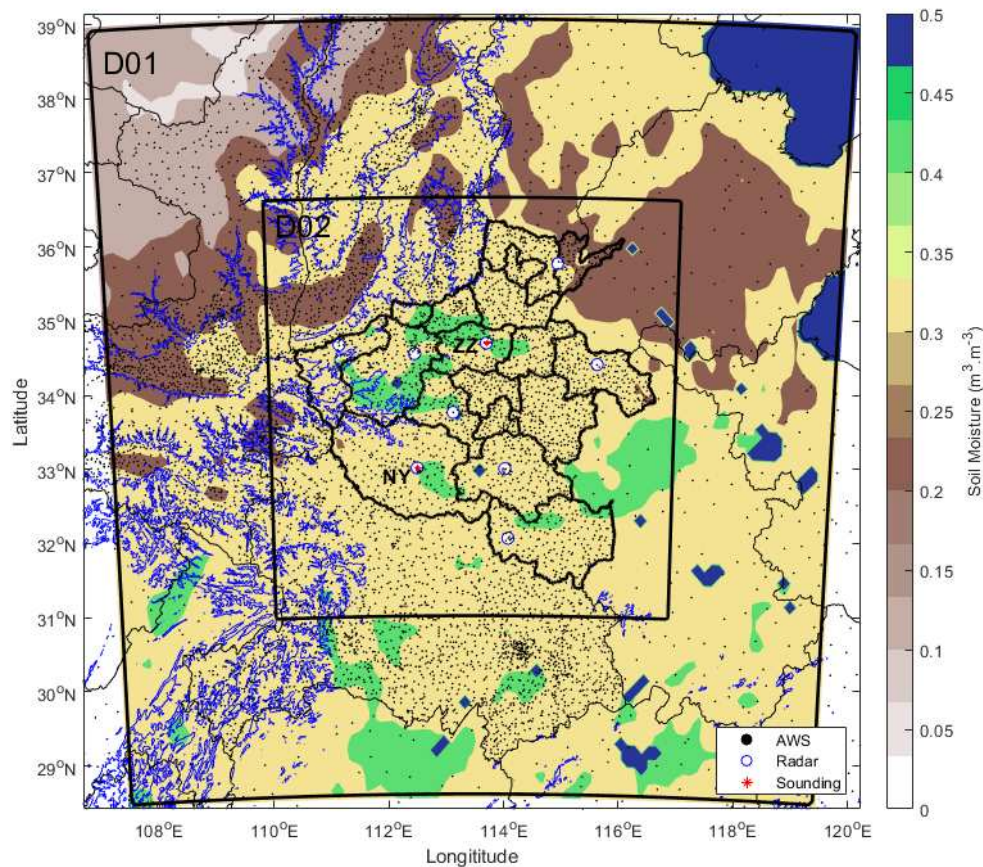 D01
D02
ZZ
NY
39°N
38°N
37°N
36°N
35°N
34°N
33°N
32°N
31°N
30°N
29°N
Latitude
108°E
110°E
112°E
114°E
116°E
118°E
120°E
Longititude
AWS
Radar
Sounding
0.5
0.45
0.4
0.35
0.3
0.25
0.2
0.15
0.1
0.05
0
Soil Moisture (m³.m⁻³)